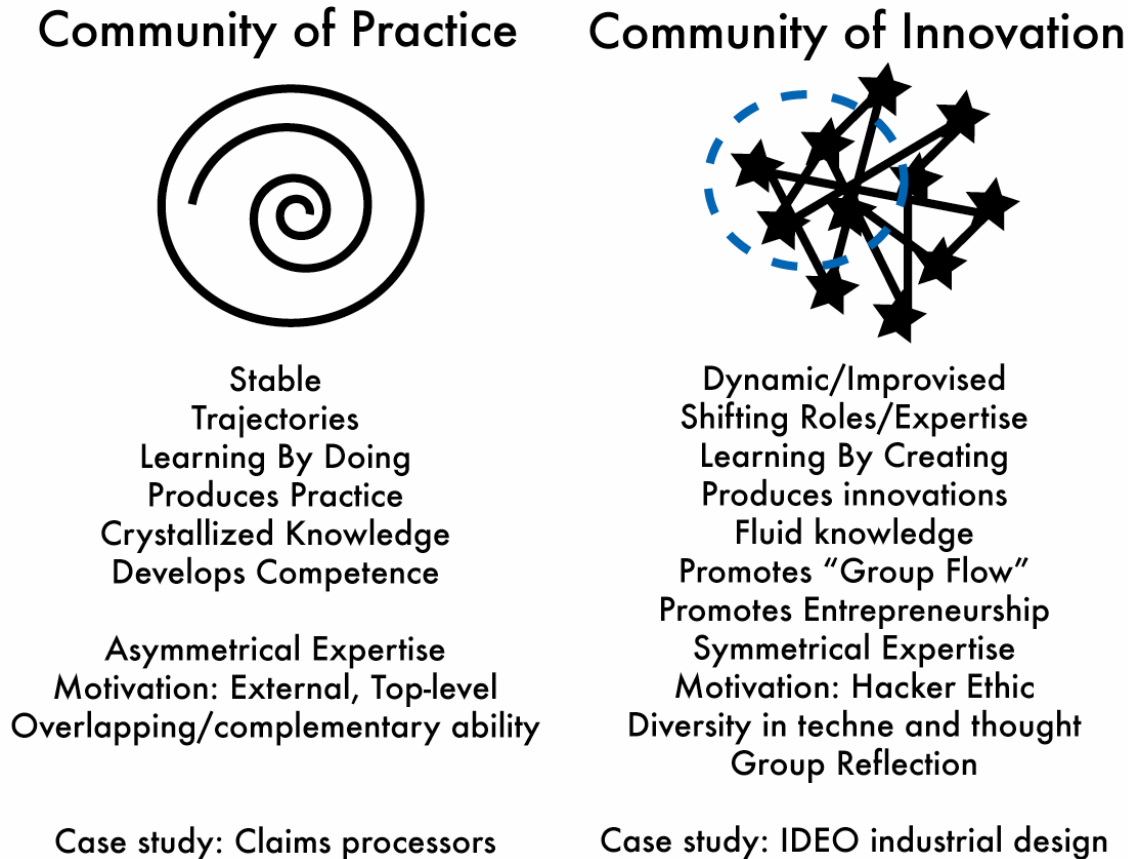 Community of Practice
Stable
Trajectories
Learning By Doing
Produces Practice
Crystallized Knowledge
Develops Competence
Asymmetrical Expertise
Motivation: External, Top-level
Overlapping/complementary ability
Case study: Claims processors
Community of Innovation
Dynamic/Improvised
Shifting Roles/Expertise
Learning By Creating
Produces innovations
Fluid knowledge
Promotes “Group Flow”
Promotes Entrepreneurship
Symmetrical Expertise
Motivation: Hacker Ethic
Diversity in techne and thought
Group Reflection
Case study: IDEO industrial design